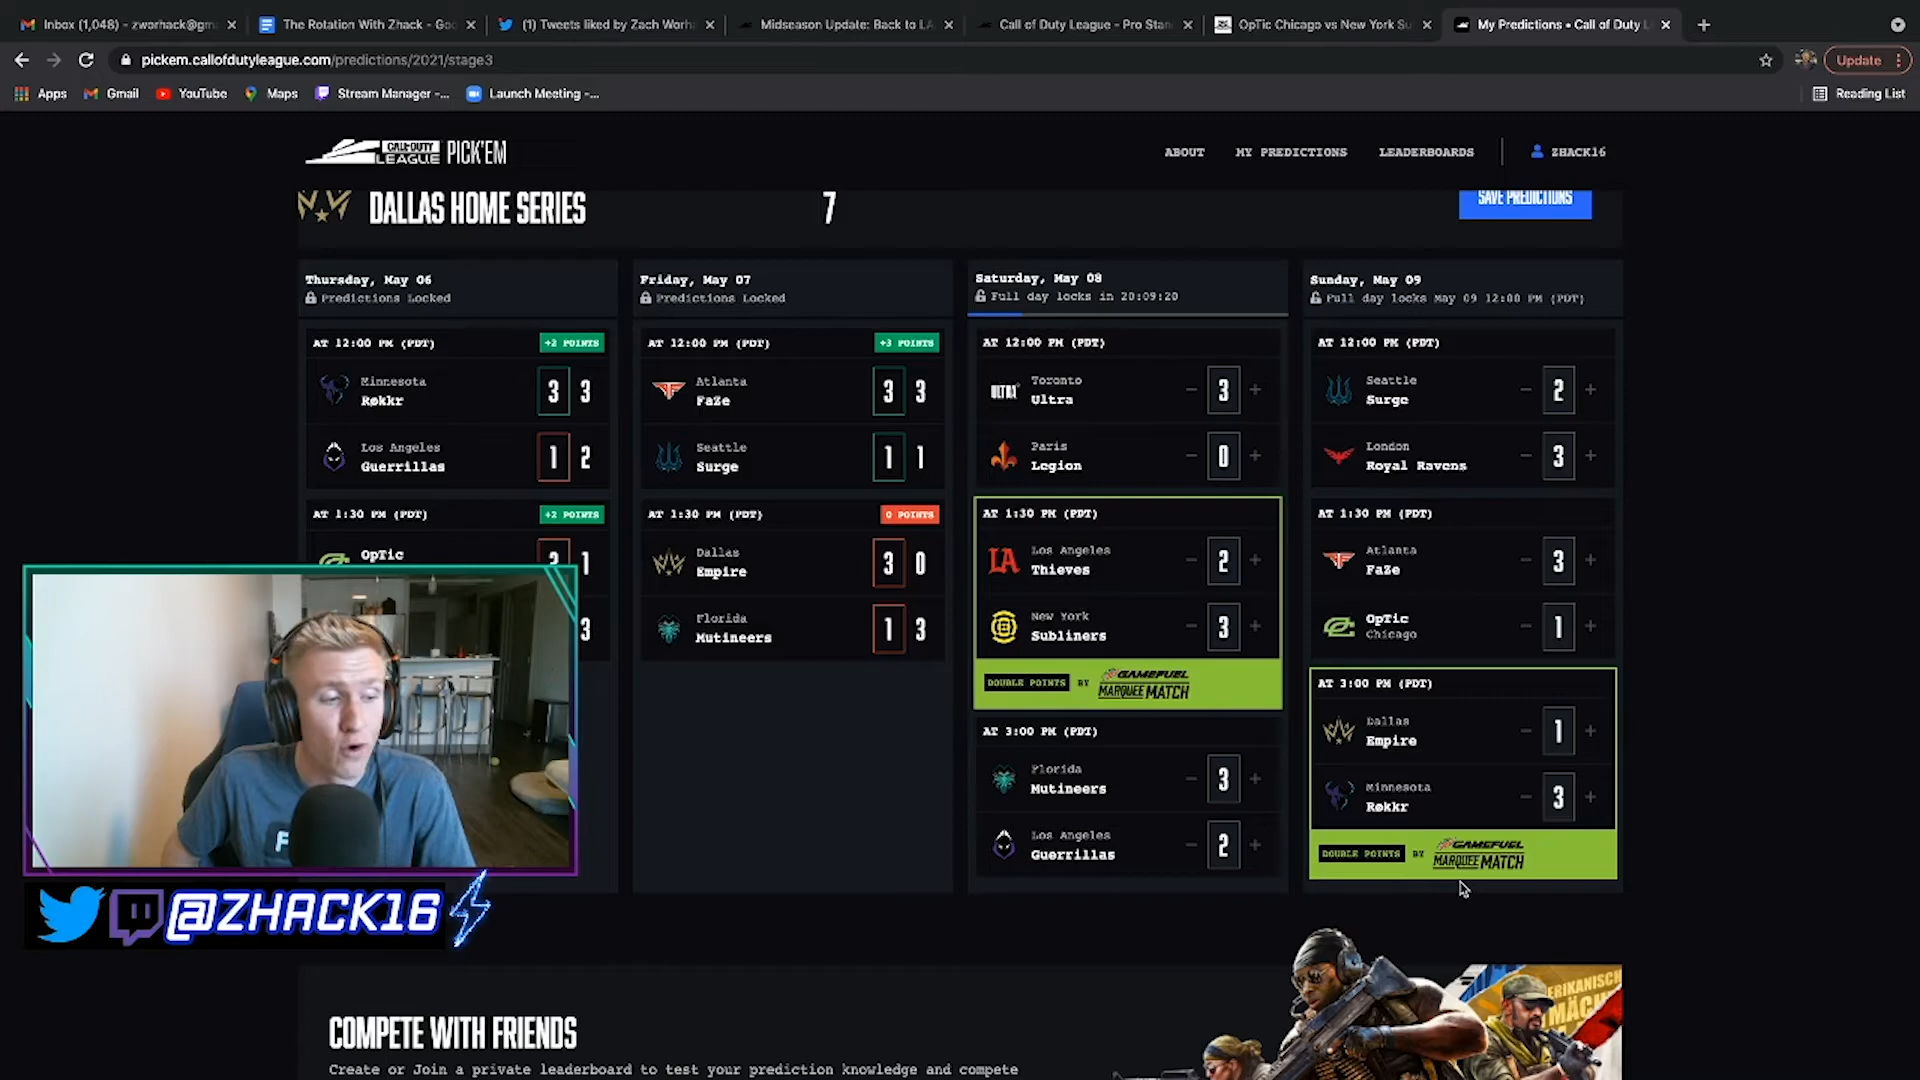 Inbox (1,048) - zworhack@gm
The Rotation With Zhack - Goo
(1) Tweets liked by Zach Worha
Midseason Update: Back to LA
Call of Duty League - Pro Stan
OpTic Chicago vs New York Su
My Predictions • Call of Duty L
pickem.callofdutyleague.com/predictions/2021/stage3
Update
Apps
Gmail
YouTube
Maps
Stream Manager -...
Launch Meeting -...
Reading List
CALL OF DUTY LEAGUE PICK'EM
ABOUT
MY PREDICTIONS
LEADERBOARDS
ZHACK16
DALLAS HOME SERIES
7
SAVE PREDICTIONS
Thursday, May 06
Predictions Locked
AT 12:00 PM (PDT)
+2 POINTS
Minnesota
Røkkr
3 3
Los Angeles
Guerrillas
1 2
AT 1:30 PM (PDT)
+2 POINTS
OpTic
1
3
Friday, May 07
Predictions Locked
AT 12:00 PM (PDT)
+3 POINTS
Atlanta
FaZe
3 3
Seattle
Surge
1 1
AT 1:30 PM (PDT)
0 POINTS
Dallas
Empire
3 0
Florida
Mutineers
1 3
Saturday, May 08
Full day locks in 20:09:20
AT 12:00 PM (PDT)
ULTRA
Toronto
Ultra
− 3 +
Paris
Legion
− 0 +
AT 1:30 PM (PDT)
LA
Los Angeles
Thieves
− 2 +
New York
Subliners
− 3 +
DOUBLE POINTS BY GAMEFUEL MARQUEE MATCH
AT 3:00 PM (PDT)
Florida
Mutineers
− 3 +
Los Angeles
Guerrillas
− 2 +
Sunday, May 09
Full day locks May 09 12:00 PM (PDT)
AT 12:00 PM (PDT)
Seattle
Surge
− 2 +
London
Royal Ravens
− 3 +
AT 1:30 PM (PDT)
Atlanta
FaZe
− 3 +
OpTic
Chicago
− 1 +
AT 3:00 PM (PDT)
Dallas
Empire
− 1 +
Minnesota
Røkkr
− 3 +
DOUBLE POINTS BY GAMEFUEL MARQUEE MATCH
@ZHACK16
COMPETE WITH FRIENDS
Create or Join a private leaderboard to test your prediction knowledge and compete